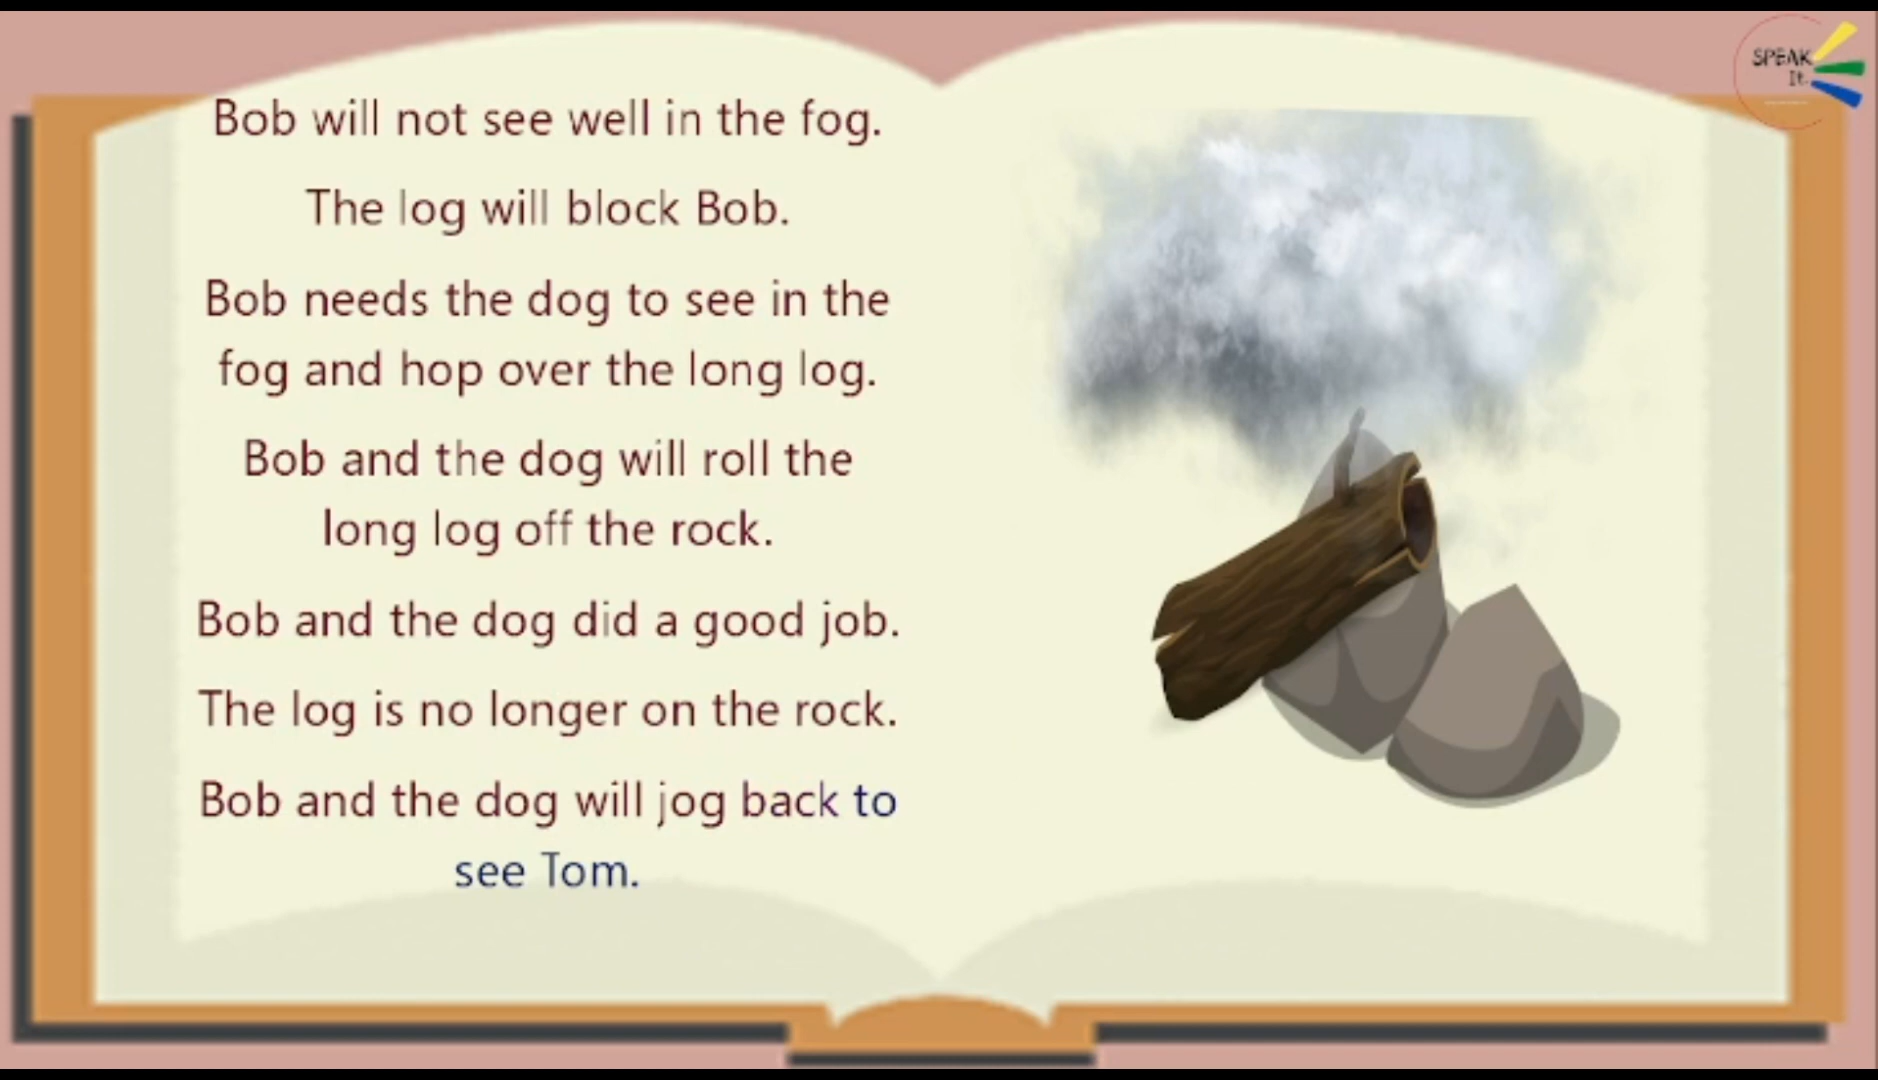 SPEAK
It.
Bob will not see well in the fog.
The log will block Bob.
Bob needs the dog to see in the
fog and hop over the long log.
Bob and the dog will roll the
long log off the rock.
Bob and the dog did a good job.
The log is no longer on the rock.
Bob and the dog will jog back to
see Tom.